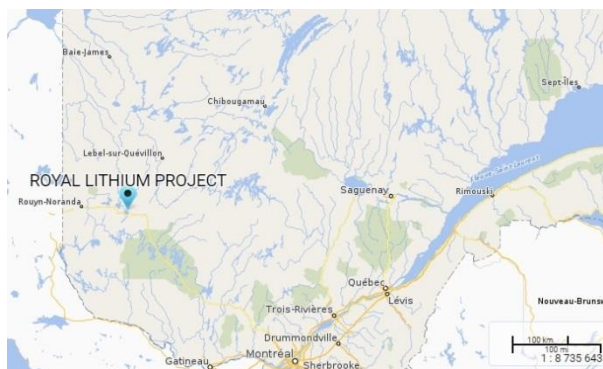 Baie-James
Sept-Îles
Chibougamau
Lebel-sur-Quévillon
ROYAL LITHIUM PROJECT
Rouyn-Noranda
Saguenay
Rimouski
Québec
Lévis
Nouveau-Brunsw
Trois-Rivières
Drummondville
Montréal
Gatineau
Sherbrooke
100 km
100 mi
1 : 8 735 643